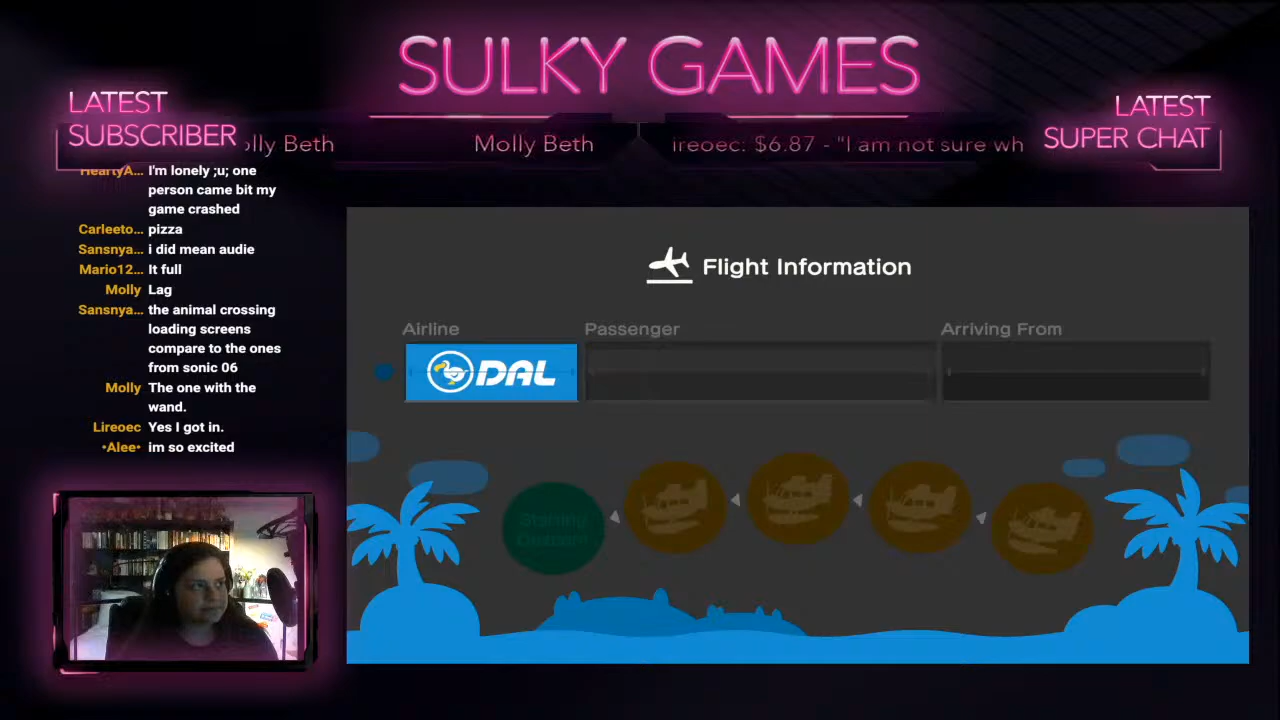 SULKY GAMES
LATEST
SUBSCRIBER
olly Beth
Molly Beth
ireoec: $6.87 - "I am not sure wh
LATEST
SUPER CHAT
HeartyA… I'm lonely ;u; one
person came bit my
game crashed
Carleeto… pizza
Sansnya… i did mean audie
Mario12… It full
Molly Lag
Sansnya… the animal crossing
loading screens
compare to the ones
from sonic 06
Molly The one with the
wand.
Lireoec Yes I got in.
•Alee• im so excited
Flight Information
Airline
Passenger
Arriving From
DAL
Starting